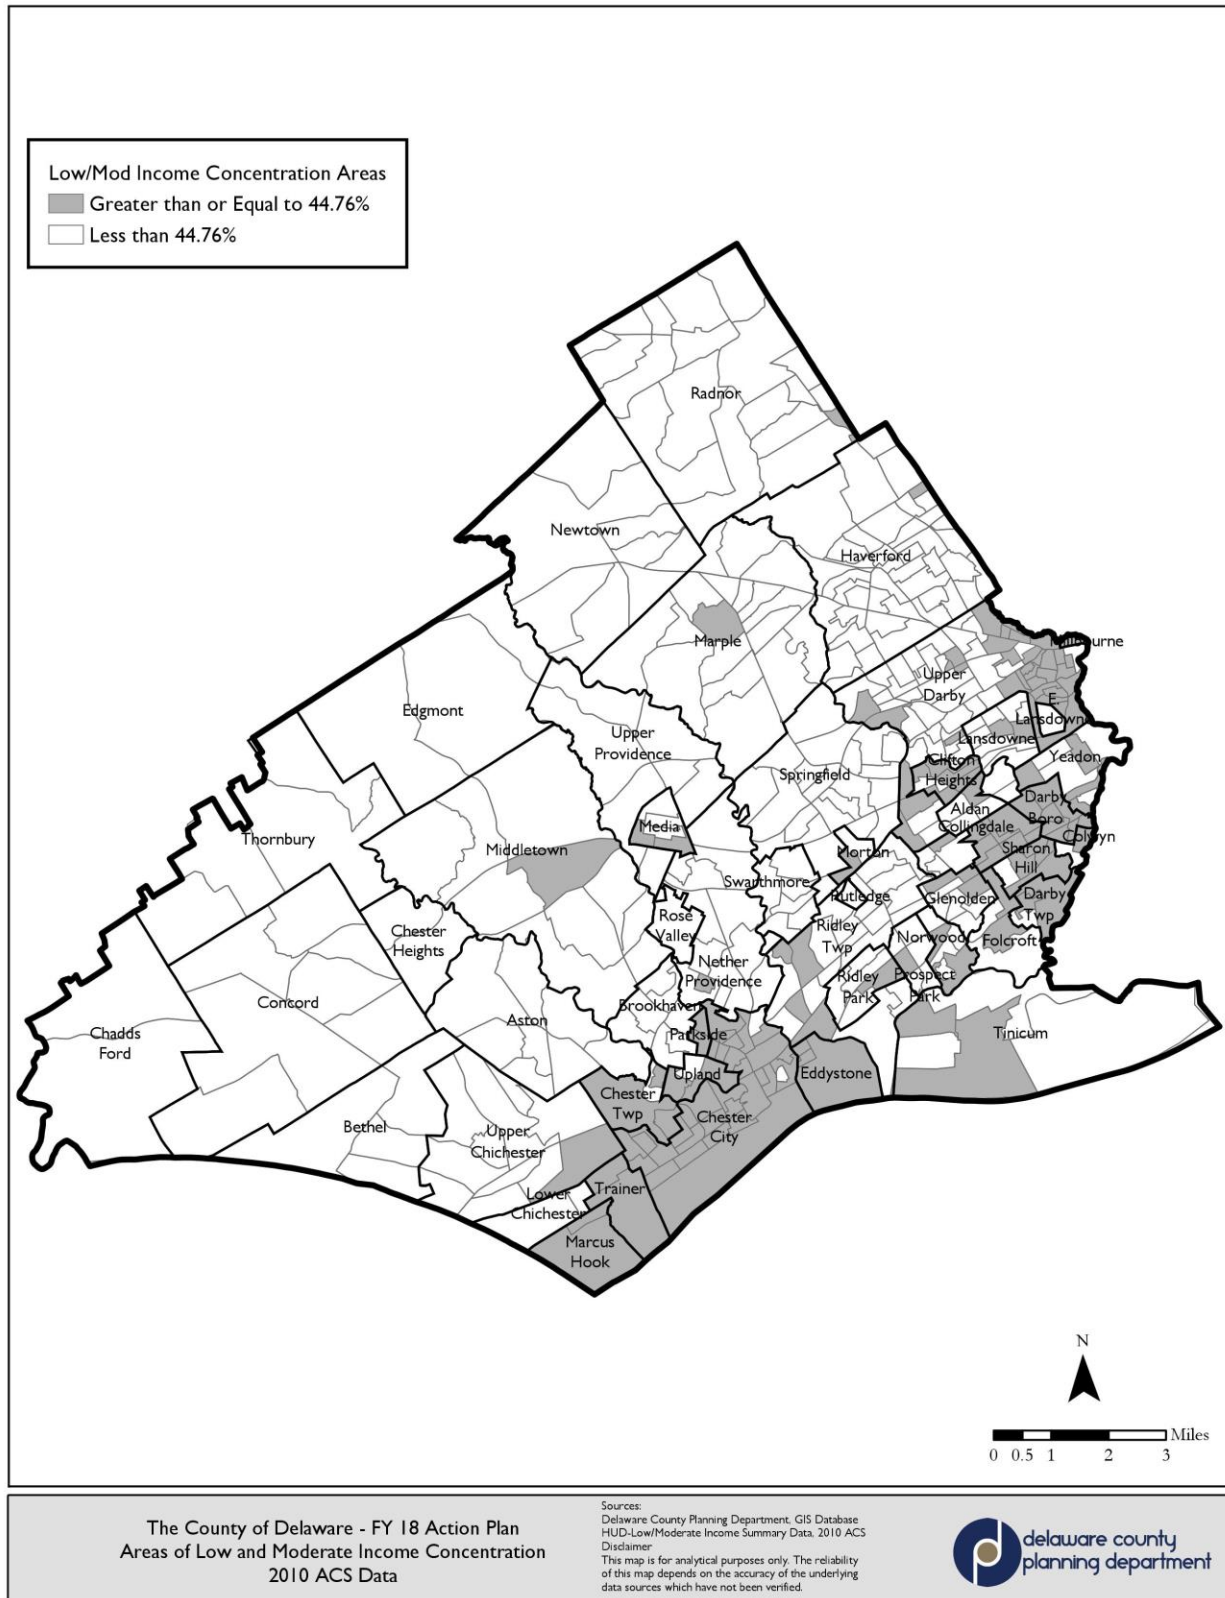 Low/Mod Income Concentration Areas
Greater than or Equal to 44.76%
Less than 44.76%
Radnor
Newtown
Haverford
Marple
Upper
Darby
E.
Lansdowne
Lansdowne
Yeadon
Edgmont
Upper
Providence
Springfield
Clifton
Heights
Aldan
Collingdale
Darby
Boro
Colwyn
Sharon
Hill
Thornbury
Middletown
Media
Morton
Swarthmore
Rutledge
Glenolden
Darby
Twp
Chester
Heights
Rose
Valley
Ridley
Twp
Norwood
Folcroft
Nether
Providence
Ridley
Park
Prospect
Park
Concord
Chadds
Ford
Aston
Brookhaven
Parkside
Tinicum
Upland
Eddystone
Chester
Twp
Chester
City
Bethel
Upper
Chichester
Lower
Chichester
Trainer
Marcus
Hook
N
Miles
0 0.5 1 2 3
The County of Delaware - FY 18 Action Plan
Areas of Low and Moderate Income Concentration
2010 ACS Data
Sources:
Delaware County Planning Department, GIS Database
HUD-Low/Moderate Income Summary Data, 2010 ACS
Disclaimer
This map is for analytical purposes only. The reliability
of this map depends on the accuracy of the underlying
data sources which have not been verified.
delaware county
planning department